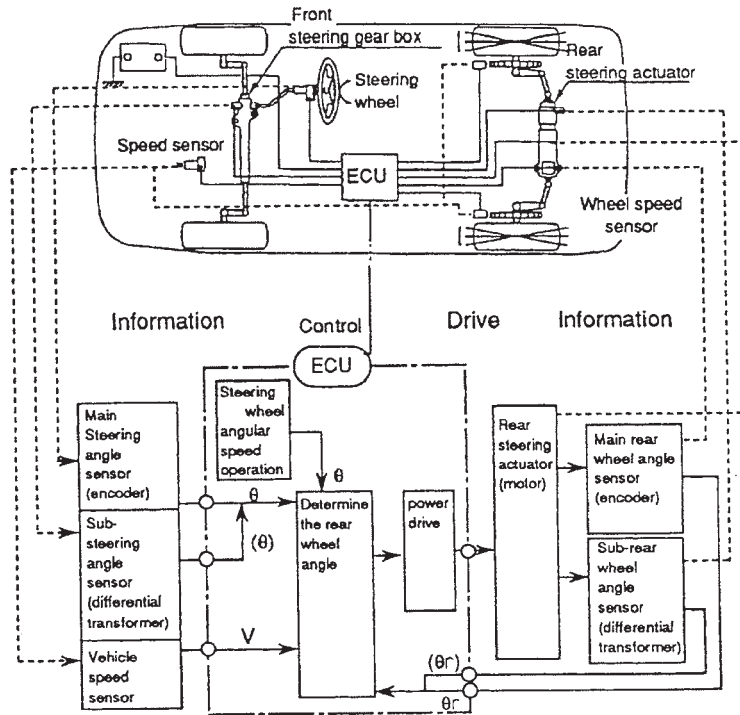 Front
steering gear box
Rear
steering actuator
Steering
wheel
Speed sensor
ECU
Wheel speed
sensor
Information
Control
Drive
Information
ECU
Main
Steering
angle
sensor
(encoder)
Sub-
steering
angle
sensor
(differential
transformer)
Vehicle
speed
sensor
Steering
wheel
angular
speed
operation
θ
θ
(θ)
V
Determine
the rear
wheel
angle
power
drive
Rear
steering
actuator
(motor)
Main rear
wheel angle
sensor
(encoder)
Sub-rear
wheel
angle
sensor
(differential
transformer)
(θr)
θr